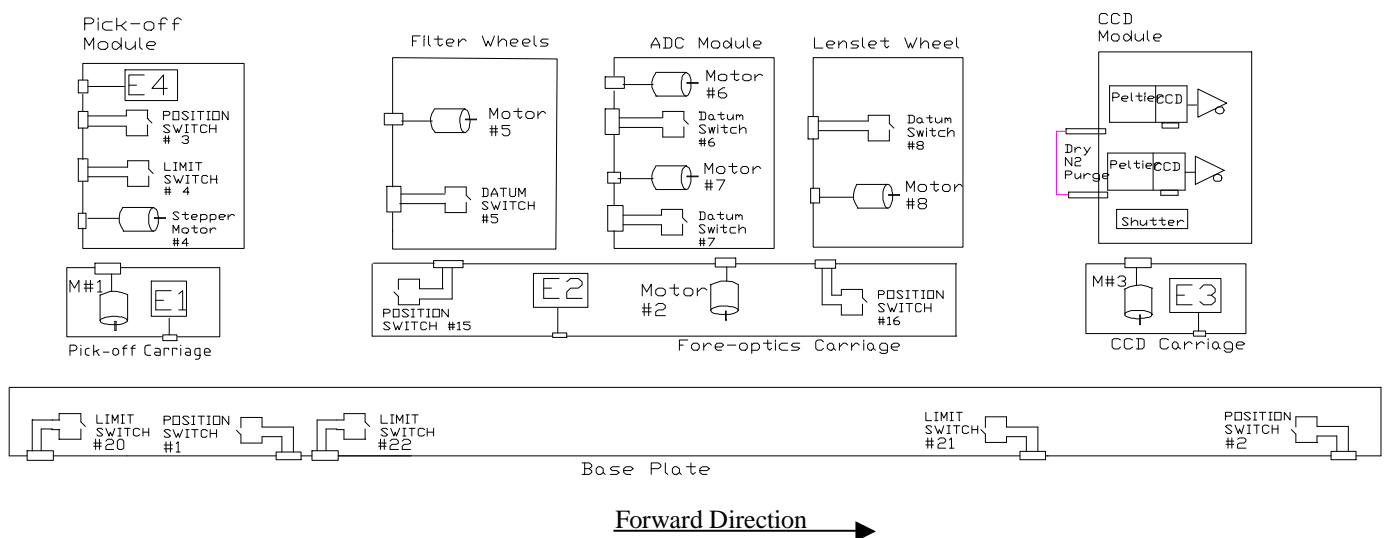 Pick-off
Module
E4
POSITION
SWITCH
# 3
LIMIT
SWITCH
# 4
Stepper
Motor
#4
Filter Wheels
Motor
#5
DATUM
SWITCH
#5
ADC Module
Motor
#6
Datum
Switch
#6
Motor
#7
Datum
Switch
#7
Lenslet Wheel
Datum
Switch
#8
Motor
#8
CCD
Module
Peltier
CCD
Dry
N2
Purge
Peltier
CCD
Shutter
M#1
E1
Pick-off Carriage
POSITION
SWITCH #15
E2
Motor
#2
POSITION
SWITCH
#16
Fore-optics Carriage
M#3
E3
CCD Carriage
LIMIT
SWITCH
#20
POSITION
SWITCH
#1
LIMIT
SWITCH
#22
LIMIT
SWITCH
#21
POSITION
SWITCH
#2
Base Plate
Forward Direction